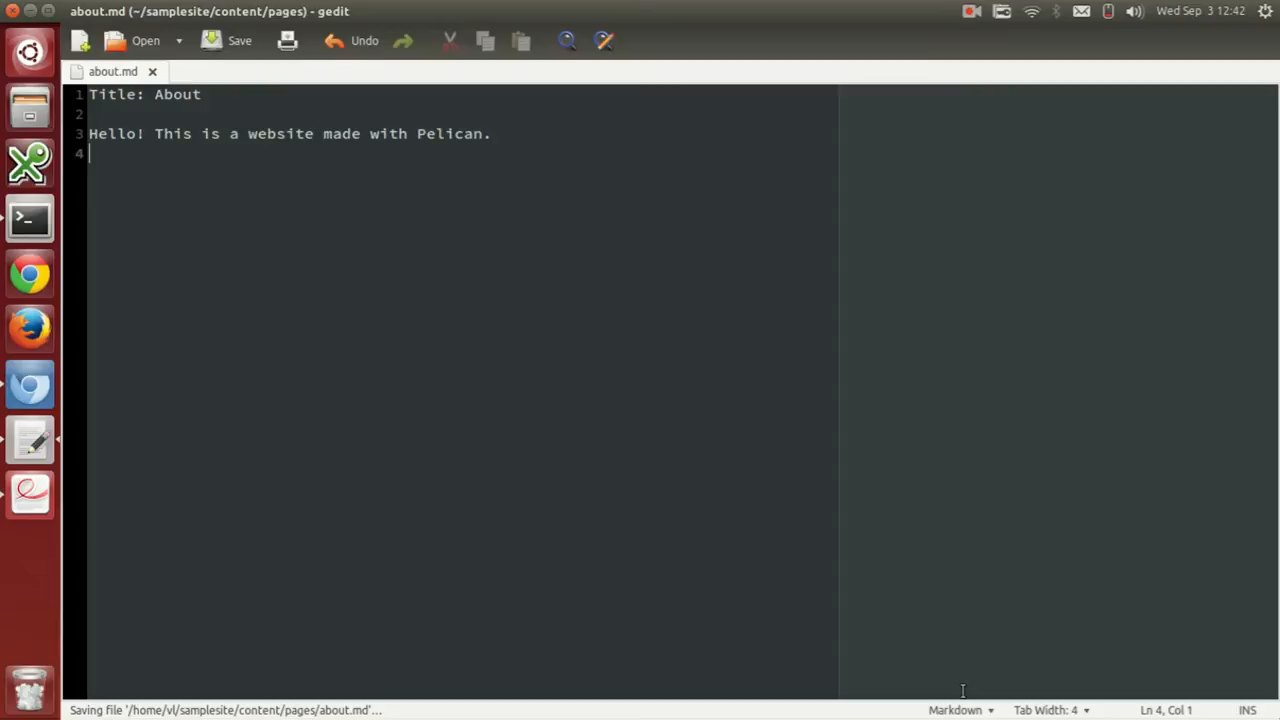 about.md (~/samplesite/content/pages) - gedit
Wed Sep 3 12:42
Open
Save
Undo
about.md
1 Title: About
2
3 Hello! This is a website made with Pelican.
4
Saving file '/home/vl/samplesite/content/pages/about.md'...
Markdown
Tab Width: 4
Ln 4, Col 1
INS